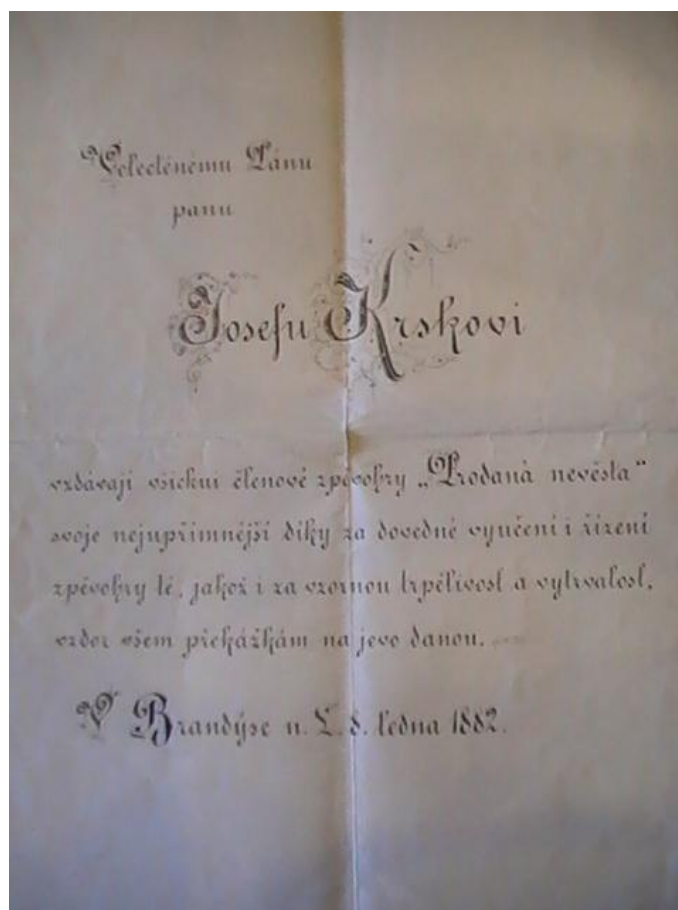 Velectěnému Pánu
panu
Josefu Krskovi
vzdávají všickni členové zpěvohry „Prodaná nevěsta“
svoje nejupřímnější díky za dovedné vyučení i řízení
zpěvohry té, jakož i za vzornou trpělivost a vytrvalost,
vzdor všem překážkám na jevo danou.
V Brandýse n. L. 8. ledna 1882.